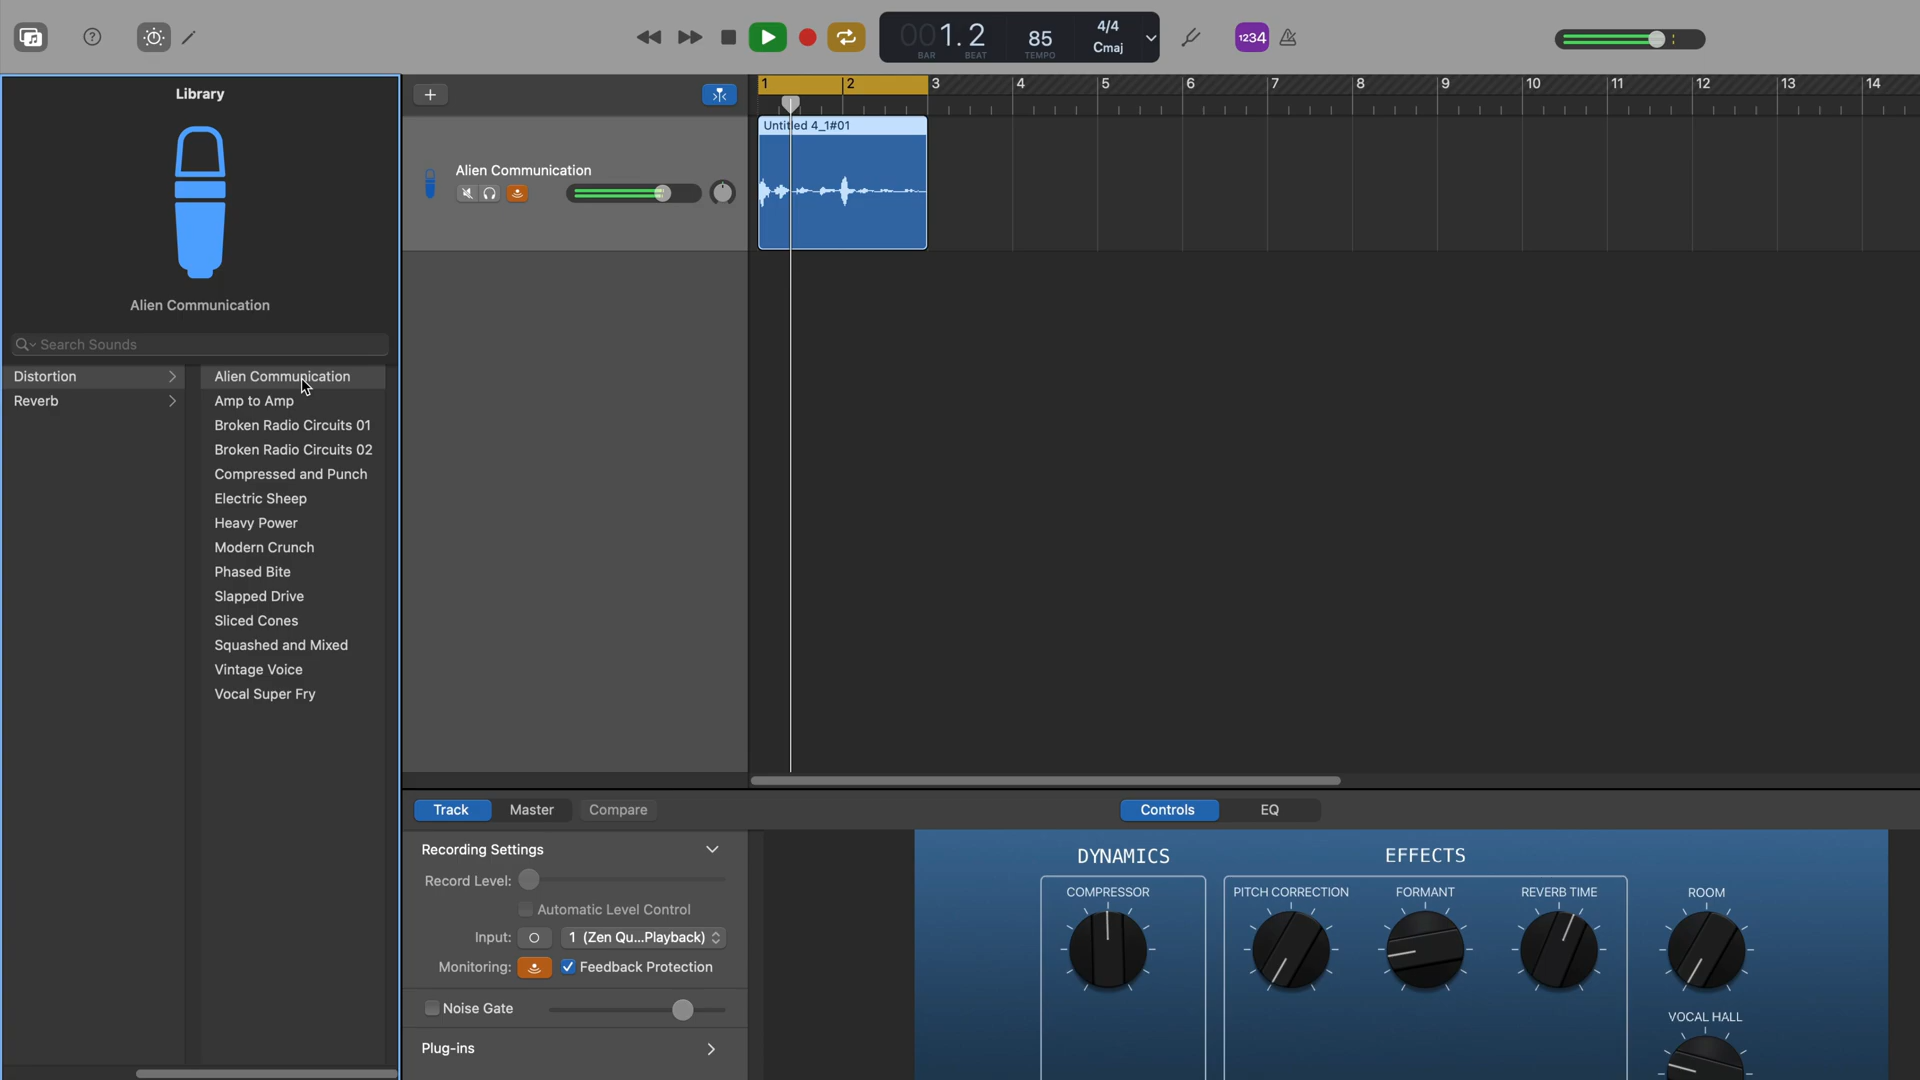 001.2
BAR
BEAT
85
TEMPO
4/4
Cmaj
1234
Library
Alien Communication
Search Sounds
Distortion
Reverb
Alien Communication
Amp to Amp
Broken Radio Circuits 01
Broken Radio Circuits 02
Compressed and Punch
Electric Sheep
Heavy Power
Modern Crunch
Phased Bite
Slapped Drive
Sliced Cones
Squashed and Mixed
Vintage Voice
Vocal Super Fry
Alien Communication
1 2 3 4 5 6 7 8 9 10 11 12 13 14
Untitled 4_1#01
Track Master Compare
Controls EQ
Recording Settings
Record Level:
Automatic Level Control
Input: 1 (Zen Qu...Playback)
Monitoring: Feedback Protection
Noise Gate
Plug-ins
DYNAMICS
COMPRESSOR
EFFECTS
PITCH CORRECTION
FORMANT
REVERB TIME
ROOM
VOCAL HALL